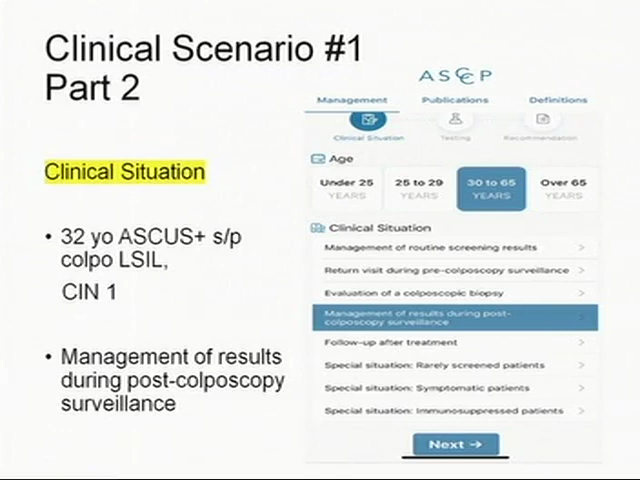 Clinical Scenario #1
Part 2
Clinical Situation
• 32 yo ASCUS+ s/p
colpo LSIL,
CIN 1
• Management of results
during post-colposcopy
surveillance
ASCCP
Management Publications Definitions
Clinical Situation Testing Recommendation
Age
Under 25 25 to 29 30 to 65 Over 65
YEARS YEARS YEARS YEARS
Clinical Situation
Management of routine screening results >
Return visit during pre-colposcopy surveillance >
Evaluation of a colposcopic biopsy >
Management of results during post-
colposcopy surveillance >
Follow-up after treatment >
Special situation: Rarely screened patients >
Special situation: Symptomatic patients >
Special situation: Immunosuppressed patients >
Next →